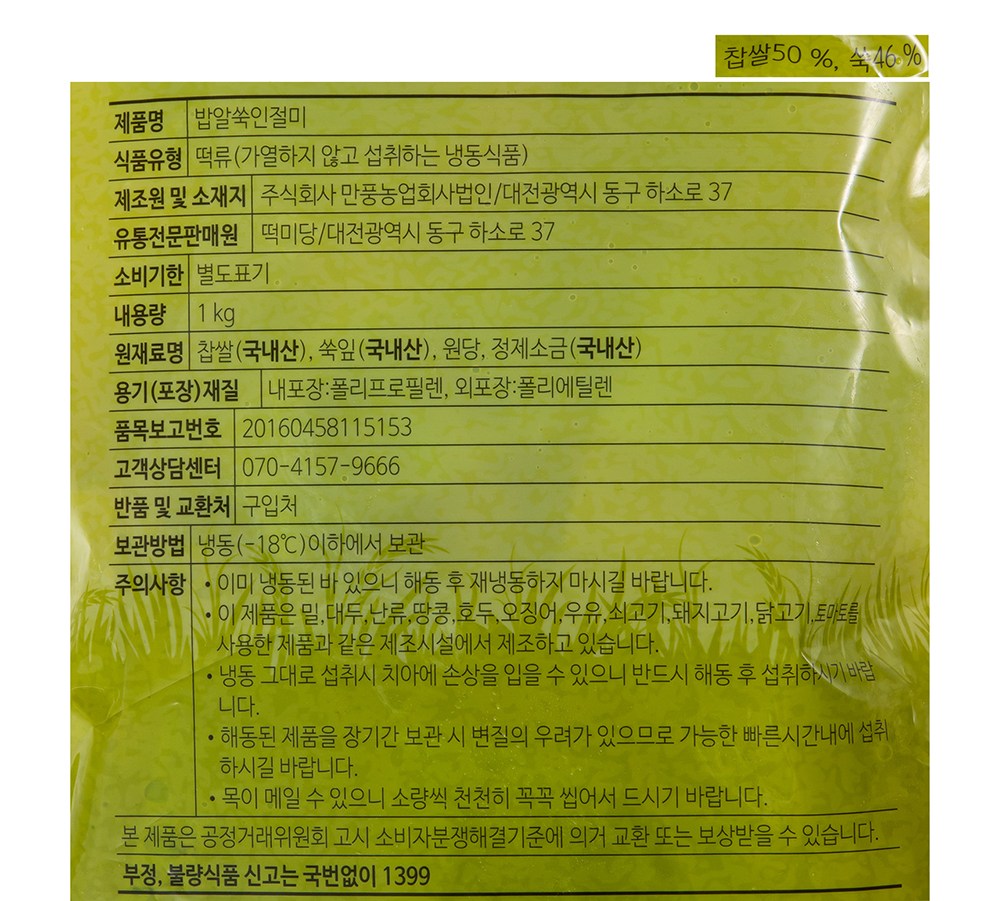 찹쌀50 %, 쑥46 %
제품명 밥알쑥인절미
식품유형 떡류(가열하지 않고 섭취하는 냉동식품)
제조원 및 소재지 주식회사 만풍농업회사법인/대전광역시 동구 하소로 37
유통전문판매원 떡미당/대전광역시 동구 하소로 37
소비기한 별도표기
내용량 1 kg
원재료명 찹쌀(국내산), 쑥잎(국내산), 원당, 정제소금(국내산)
용기(포장)재질 내포장:폴리프로필렌, 외포장:폴리에틸렌
품목보고번호 20160458115153
고객상담센터 070-4157-9666
반품 및 교환처 구입처
보관방법 냉동(-18℃)이하에서 보관
주의사항 • 이미 냉동된 바 있으니 해동 후 재냉동하지 마시길 바랍니다.
• 이 제품은 밀,대두,난류,땅콩,호두,오징어,우유,쇠고기,돼지고기,닭고기,토마토를
사용한 제품과 같은 제조시설에서 제조하고 있습니다.
• 냉동 그대로 섭취시 치아에 손상을 입을 수 있으니 반드시 해동 후 섭취하시기 바랍
니다.
• 해동된 제품을 장기간 보관 시 변질의 우려가 있으므로 가능한 빠른시간내에 섭취
하시길 바랍니다.
• 목이 메일 수 있으니 소량씩 천천히 꼭꼭 씹어서 드시기 바랍니다.
본 제품은 공정거래위원회 고시 소비자분쟁해결기준에 의거 교환 또는 보상받을 수 있습니다.
부정, 불량식품 신고는 국번없이 1399